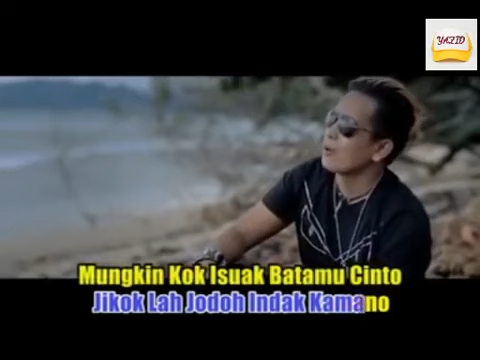 YAZID
Mungkin Kok Isuak Batamu Cinto
Jikok Lah Jodoh Indak Kamano